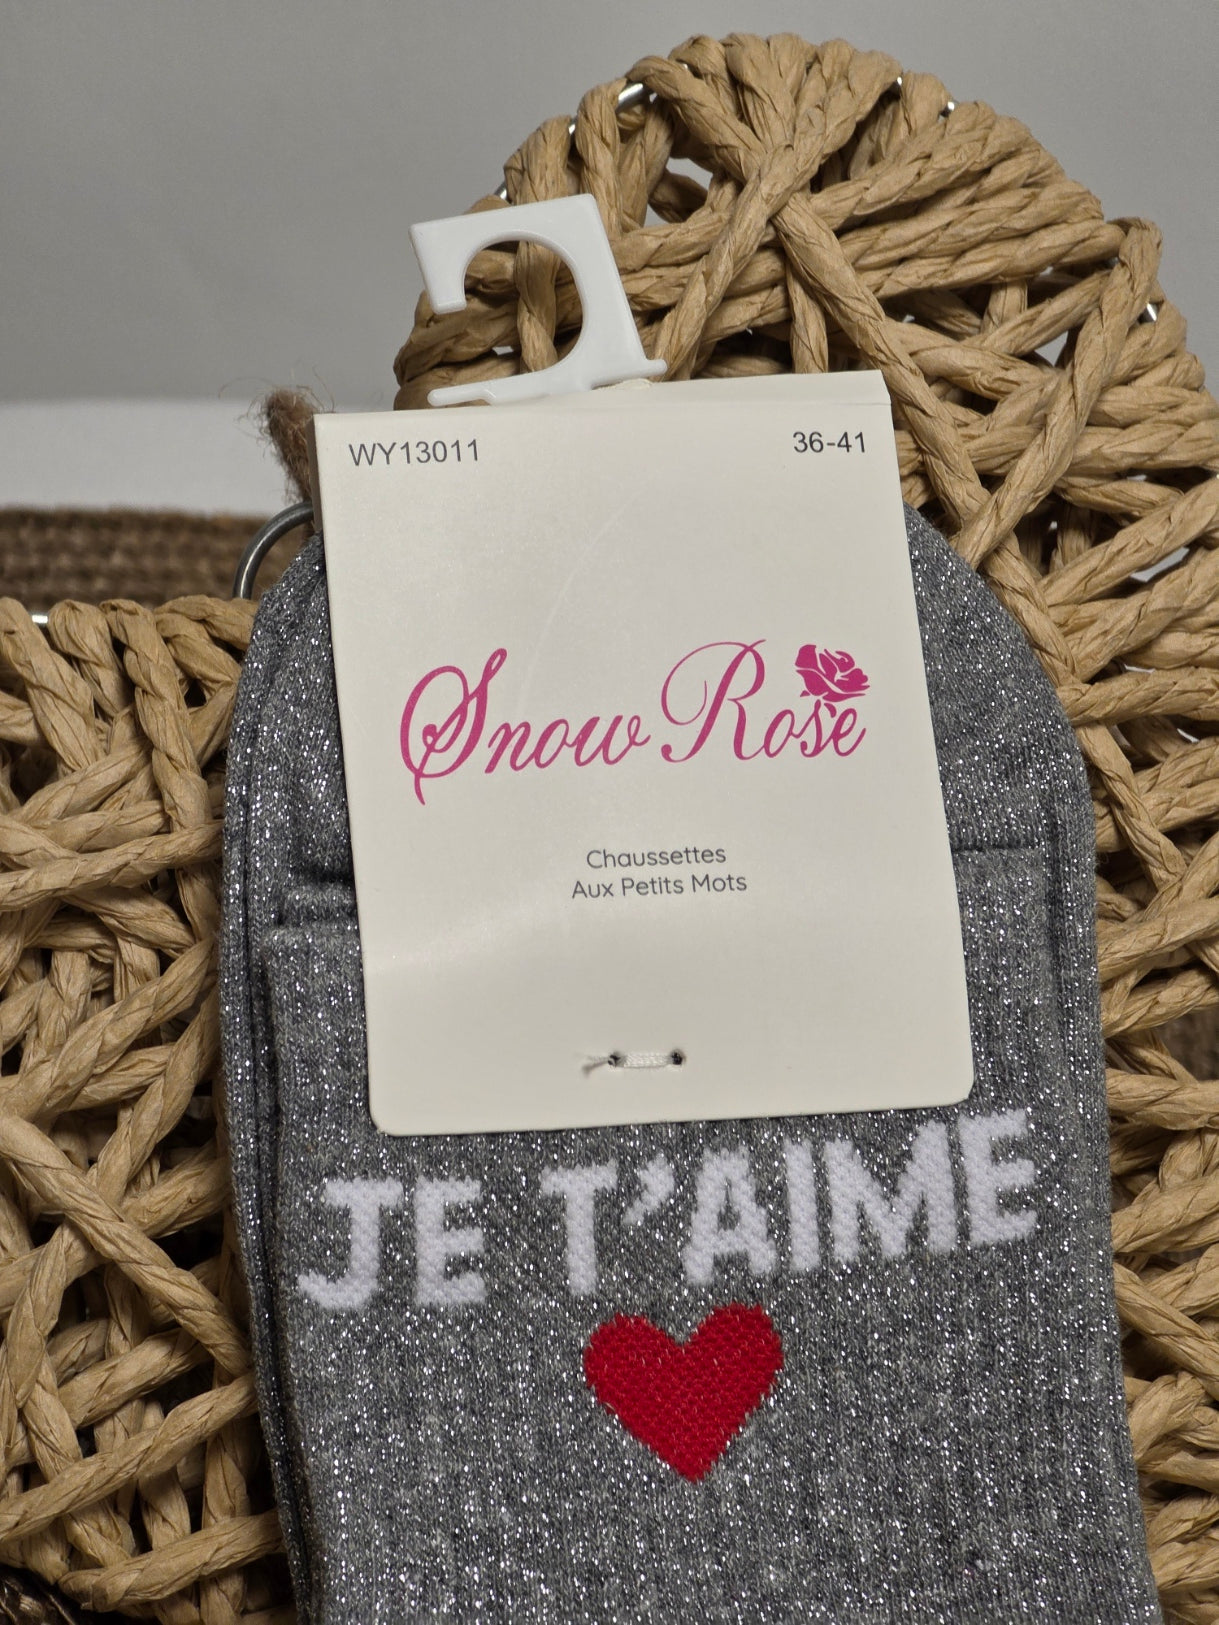 WY13011 36-41
Snow Rose
Chaussettes
Aux Petits Mots
JE T'AIME